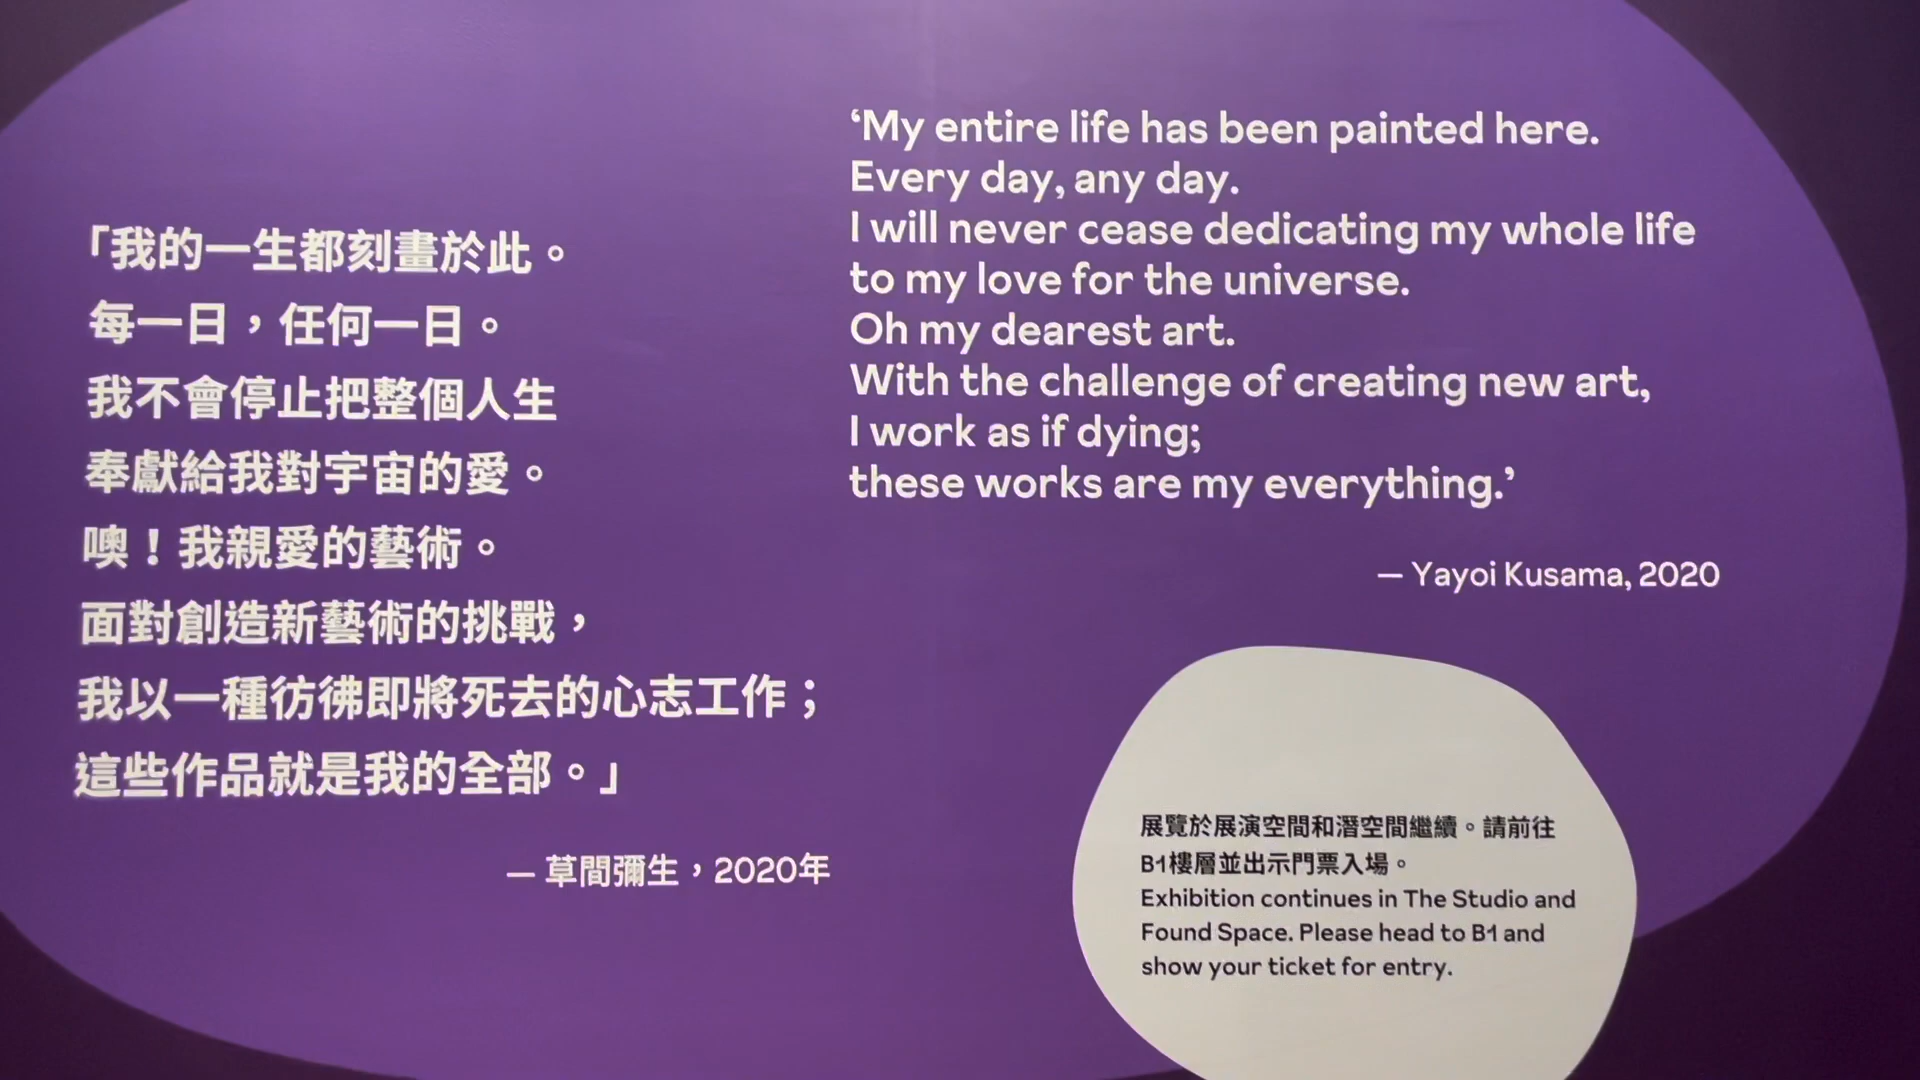 「我的一生都刻畫於此。
每一日，任何一日。
我不會停止把整個人生
奉獻給我對宇宙的愛。
噢！我親愛的藝術。
面對創造新藝術的挑戰，
我以一種彷彿即將死去的心志工作；
這些作品就是我的全部。」
— 草間彌生，2020年
‘My entire life has been painted here.
Every day, any day.
I will never cease dedicating my whole life
to my love for the universe.
Oh my dearest art.
With the challenge of creating new art,
I work as if dying;
these works are my everything.’
— Yayoi Kusama, 2020
展覽於展演空間和潛空間繼續。請前往
B1樓層並出示門票入場。
Exhibition continues in The Studio and
Found Space. Please head to B1 and
show your ticket for entry.